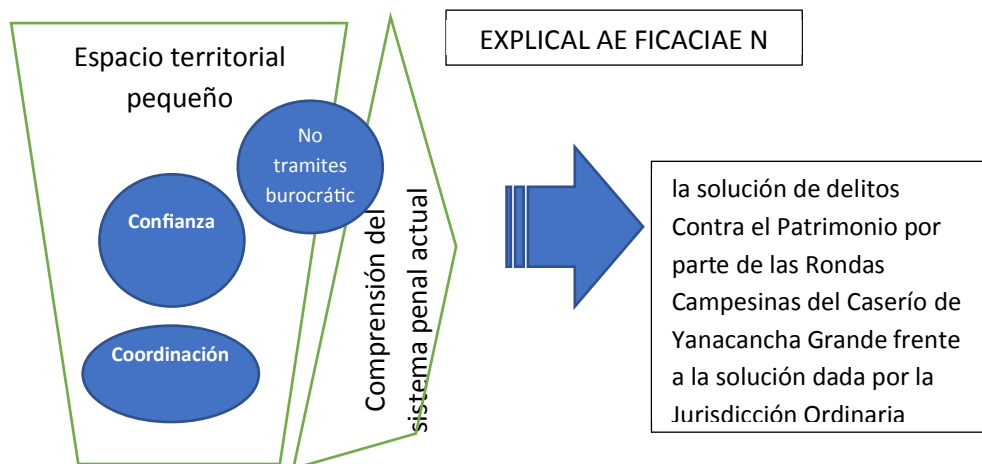 Espacio territorial
pequeño
No
tramites
burocrátic
Confianza
Coordinación
Comprensión del
sistema penal actual
EXPLICAL AE FICACIAE N
la solución de delitos
Contra el Patrimonio por
parte de las Rondas
Campesinas del Caserío de
Yanacancha Grande frente
a la solución dada por la
Jurisdicción Ordinaria